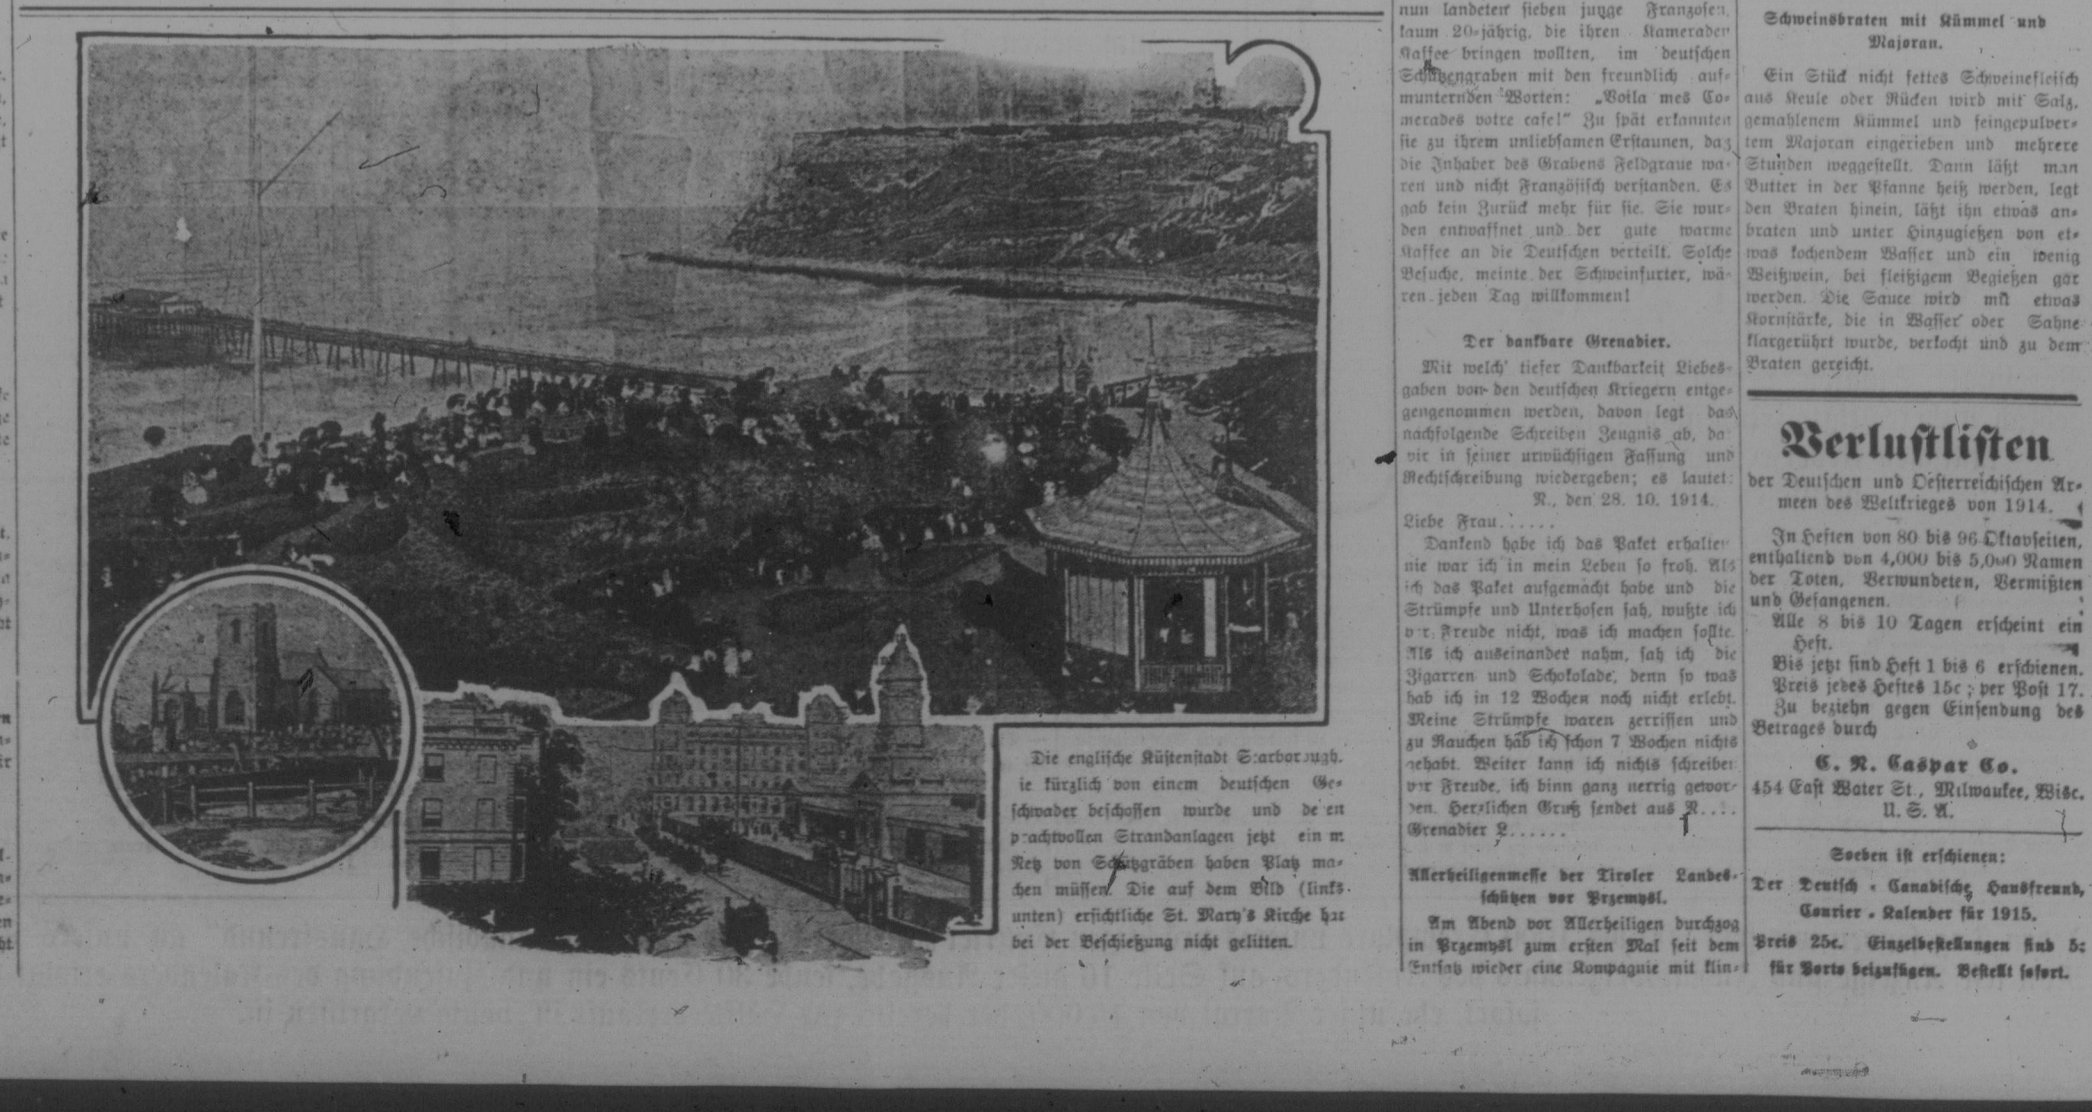 Die englische Küstenstadt
ie kürzlich von einem deutschen Ge-
schwader beschossen wurde und
Strandanlagen jetzt
Netz von Schützgräben haben Platz ma-
chen müssen. Die auf dem Bild (links
unten) ersichtliche St. Mary's Kirche hat
bei der Beschießung nicht gelitten.
nun landeten sieben junge Franzosen,
kaum 20-jährig, die ihren Kameraden
Kaffee bringen wollten, im deutschen
Schützengraben mit den freundlich auf-
munternden Worten: „Voila mes Co-
merades votre cafe!" Zu spät erkannten
sie zu ihrem unliebsamen Erstaunen, daß
die Inhaber des Grabens Feldgraue wa-
ren und nicht Französisch verstanden. Es
gab kein Zurück mehr für sie. Sie wur-
den entwaffnet und der gute warme
Kaffee an die Deutschen verteilt. Solche
Besuche, meinte der Schweinfurter, wä-
ren jeden Tag willkommen!
Der dankbare Grenadier.
Mit welch' tiefer Dankbarkeit Liebes-
gaben von den deutschen Kriegern entge-
gengenommen werden, davon legt das
nachfolgende Schreiben Zeugnis ab, da
wir in seiner urwüchsigen Fassung und
Rechtschreibung wiedergeben; es lautet:
N., den 28. 10. 1914.
Liebe Frau......
Dankend habe ich das Paket erhalten
nie war ich in mein Leben so froh. Als
ich das Paket aufgemacht habe und die
Strümpfe und Unterhosen sah, wußte ich
vor Freude nicht, was ich machen sollte.
Als ich auseinander nahm, sah ich die
Zigarren und Schokolade, denn so was
hab ich in 12 Wochen noch nicht erlebt.
Meine Strümpfe waren zerrissen und
zu Rauchen hab ich schon 7 Wochen nichts
gehabt. Weiter kann ich nichts schreiben
vor Freude, ich binn ganz nerrig gewor-
den. Herzlichen Gruß sendet aus N....
Grenadier L......
Allerheiligenmesse der Tiroler Landes-
schützen vor Przemysl.
Am Abend vor Allerheiligen durchzog
in Przemysl zum ersten Mal seit dem
Entsatz wieder eine Kompagnie mit klin-
Schweinsbraten mit Kümmel und
Majoran.
Ein Stück nicht fettes Schweinefleisch
aus Keule oder Rücken wird mit Salz,
gemahlenem Kümmel und feingepulver-
tem Majoran eingerieben und mehrere
Stunden weggestellt. Dann läßt man
Butter in der Pfanne heiß werden, legt
den Braten hinein, läßt ihn etwas an-
braten und unter Hinzugießen von et-
was kochendem Wasser und ein wenig
Weißwein, bei fleißigem Begießen gar
werden. Die Sauce wird mit etwas
Kornstärke, die in Wasser oder Sahne
klargerührt wurde, verkocht und zu dem
Braten gereicht.
Verlustlisten
der Deutschen und Oesterreichischen Ar-
meen des Weltkrieges von 1914.
In Heften von 80 bis 96 Oktavseiten,
enthaltend von 4,000 bis 5,000 Namen
der Toten, Verwundeten, Vermißten
und Gefangenen.
Alle 8 bis 10 Tagen erscheint ein
Heft.
Bis jetzt sind Heft 1 bis 6 erschienen.
Preis jedes Heftes 15c; per Post 17.
Zu beziehn gegen Einsendung des
Betrages durch
C. N. Caspar Co.
454 East Water St., Milwaukee, Wisc.
U. S. A.
Soeben ist erschienen:
Der Deutsch-Canadische Hausfreund,
Courier-Kalender für 1915.
Preis 25c. Einzelbestellungen sind 5c
für Porto beizufügen. Bestellt sofort.